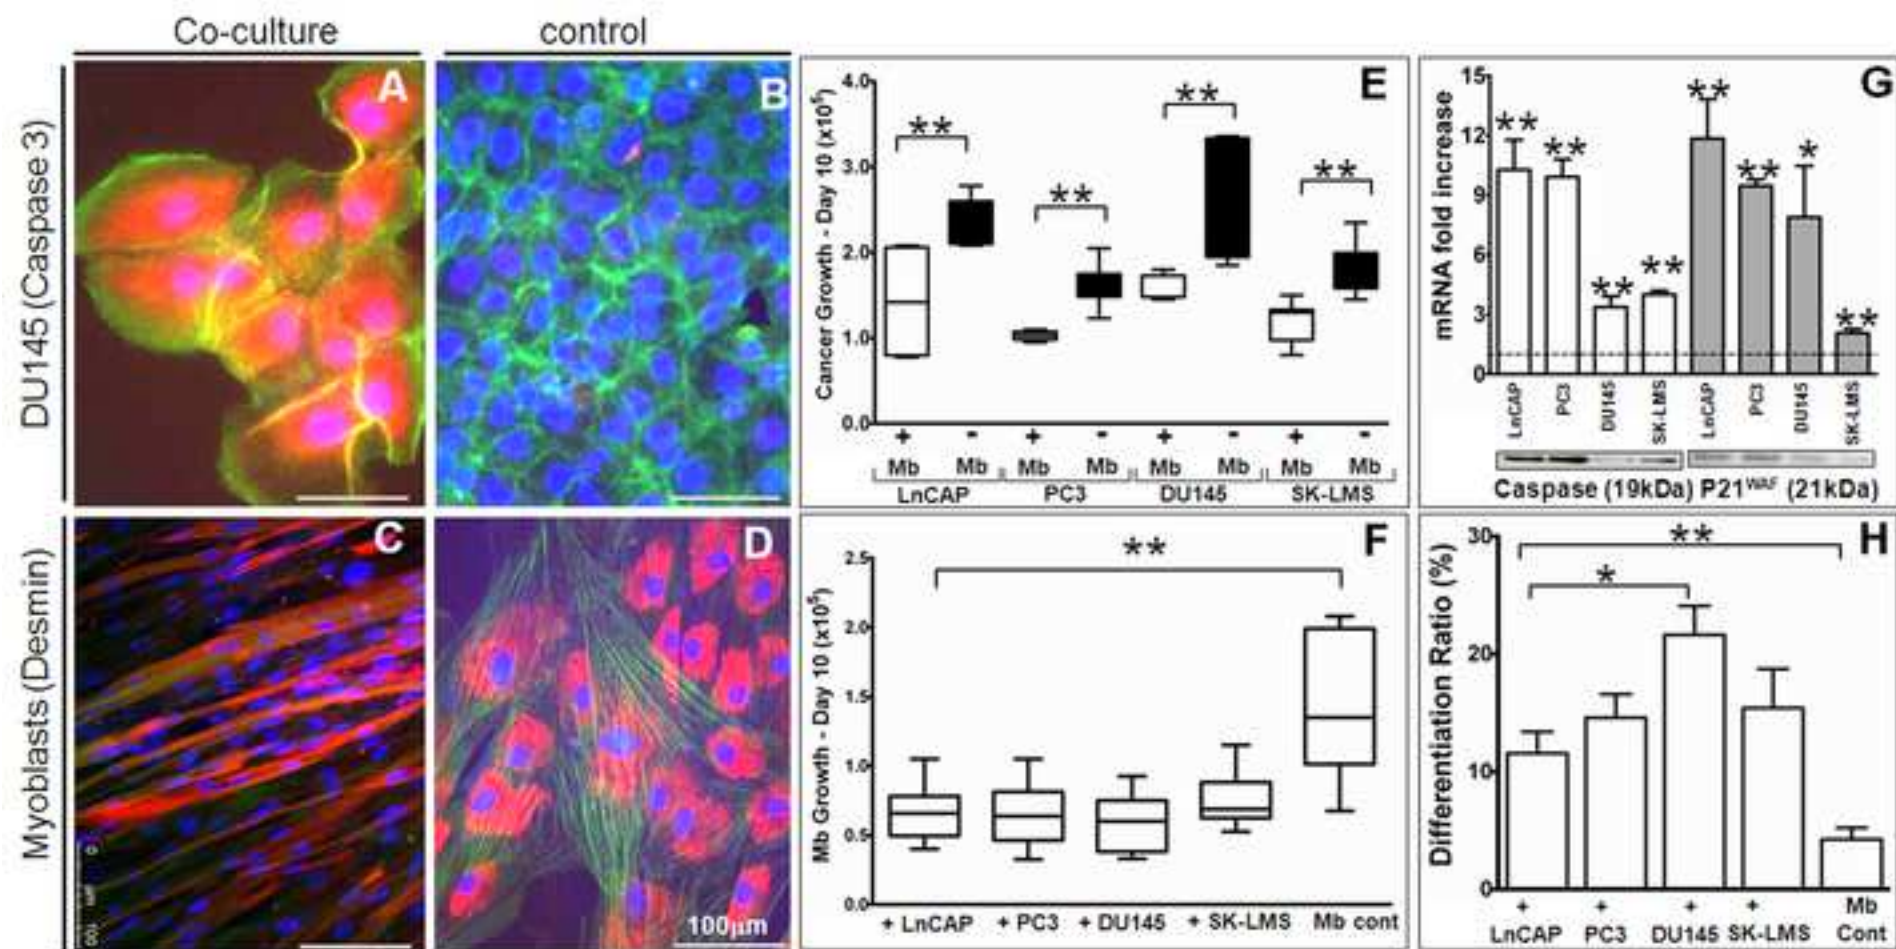 Co-culture
control
DU145 (Caspase 3)
Myoblasts (Desmin)
A
B
C
0 μm 100
D
100μm
E
Cancer Growth - Day 10 (x10⁵)
4.0
3.0
2.0
1.0
0.0
** ** ** **
+ - + - + - + -
Mb Mb Mb Mb Mb Mb Mb Mb
LnCAP PC3 DU145 SK-LMS
F
Mb Growth - Day 10 (x10⁵)
2.5
2.0
1.5
1.0
0.5
0.0
**
+ LnCAP + PC3 + DU145 + SK-LMS Mb cont
G
mRNA fold increase
15
12
9
6
3
0
** ** ** ** ** ** * **
LnCAP PC3 DU145 SK-LMS LnCAP PC3 DU145 SK-LMS
Caspase (19kDa) P21ᵂᴬᶠ (21kDa)
H
Differentiation Ratio (%)
30
20
10
0
**
*
+ + + + Mb
LnCAP PC3 DU145 SK-LMS Cont